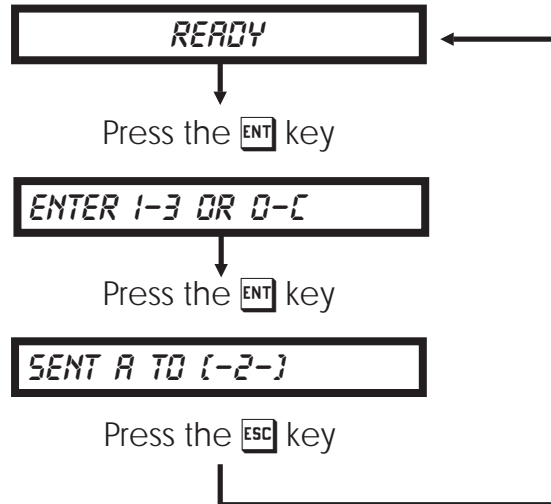 READY
Press the ENT key
ENTER 1-3 OR 0-C
Press the ENT key
SENT A TO (-2-)
Press the ESC key